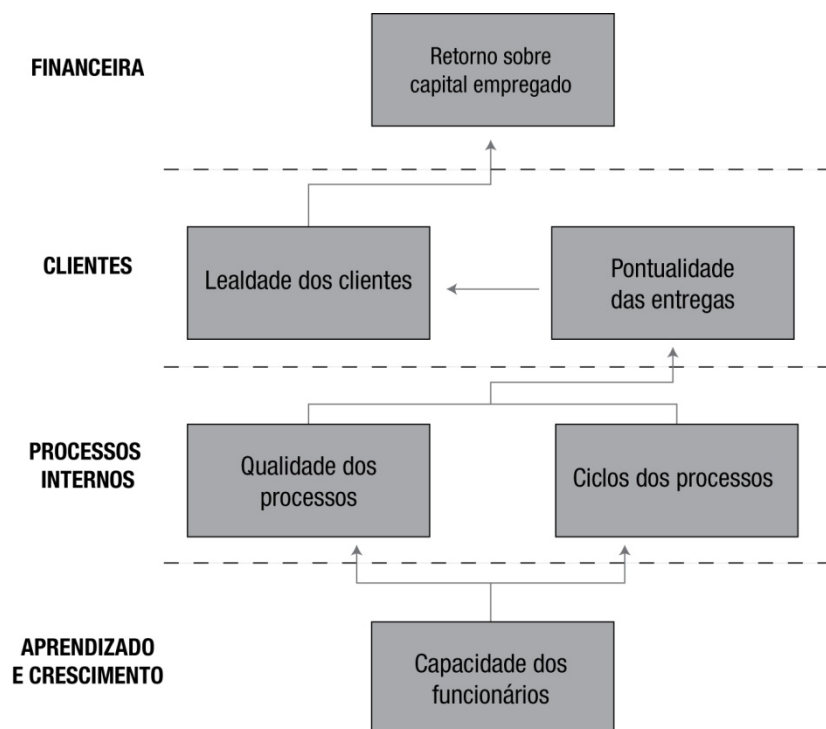 FINANCEIRA
Retorno sobre
capital empregado
CLIENTES
Lealdade dos clientes
Pontualidade
das entregas
PROCESSOS
INTERNOS
Qualidade dos
processos
Ciclos dos processos
APRENDIZADO
E CRESCIMENTO
Capacidade dos
funcionários